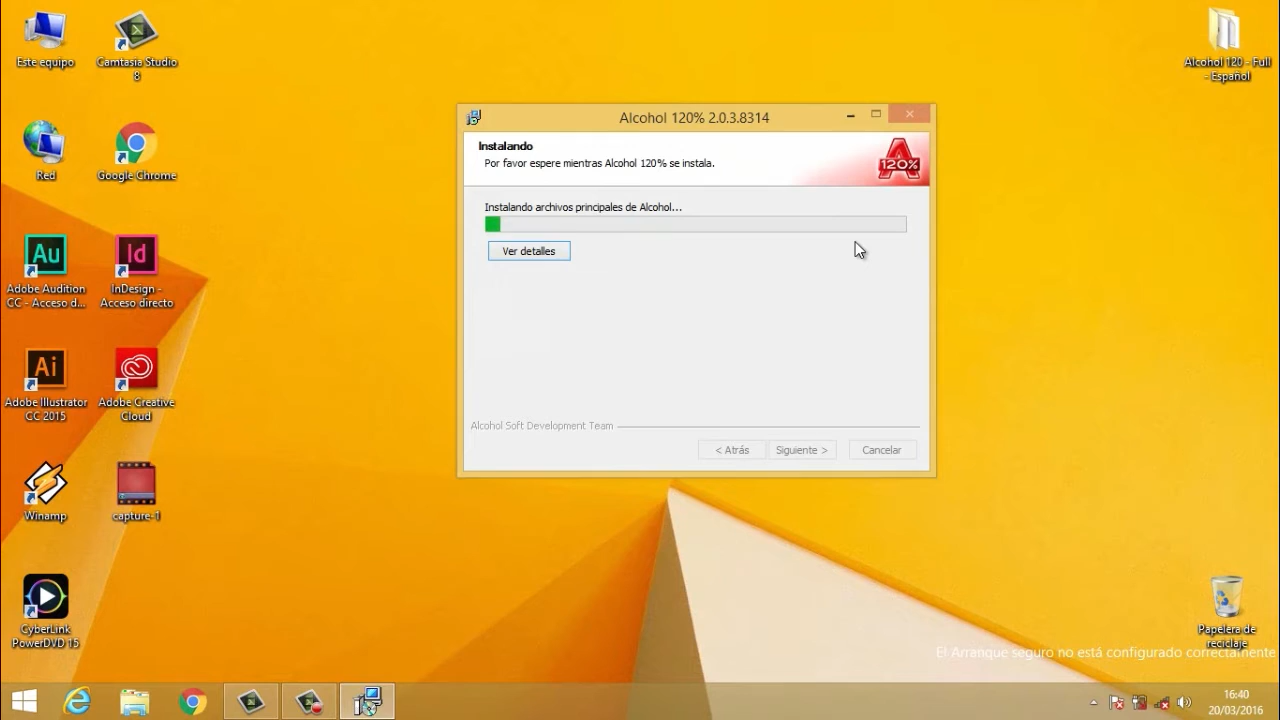 Este equipo
Camtasia Studio
8
Alcohol 120 - Full
- Español
Red
Google Chrome
Adobe Audition
CC - Acceso d...
InDesign -
Acceso directo
Adobe Illustrator
CC 2015
Adobe Creative
Cloud
Winamp
capture-1
CyberLink
PowerDVD 15
Alcohol 120% 2.0.3.8314
Instalando
Por favor espere mientras Alcohol 120% se instala.
120%
Instalando archivos principales de Alcohol...
Ver detalles
Alcohol Soft Development Team
< Atrás
Siguiente >
Cancelar
Papelera de
reciclaje
El Arranque seguro no está configurado correctamente
16:40
20/03/2016